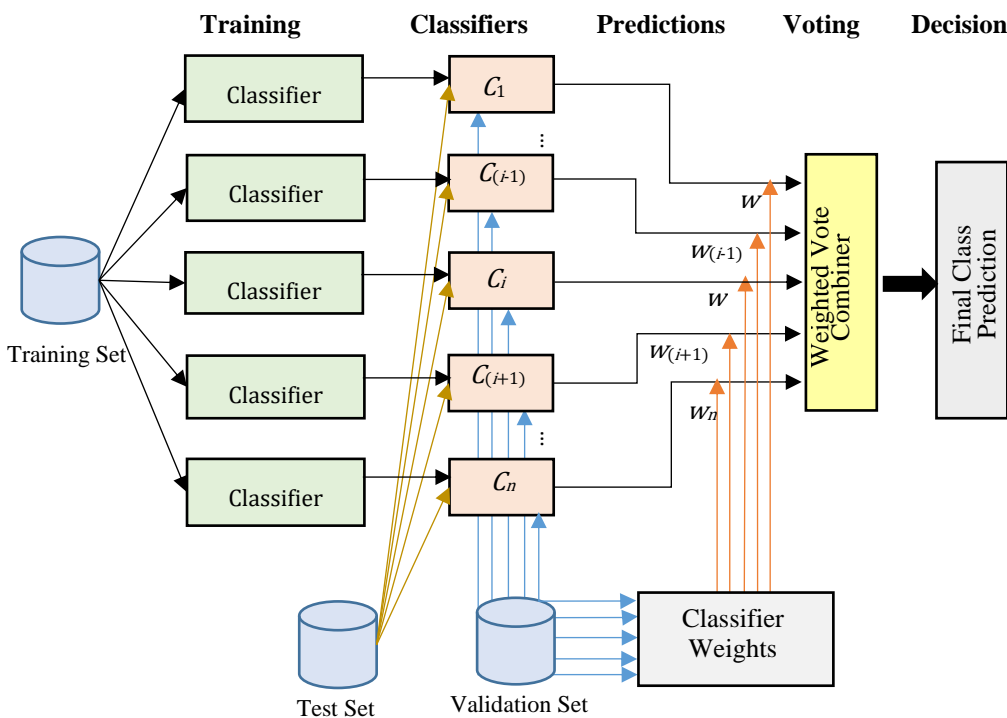 Training Classifiers Predictions Voting Decision
Classifier
C1
...
Classifier
C(i-1)
Classifier
Ci
Classifier
C(i+1)
...
Classifier
Cn
Training Set
Test Set
Validation Set
Classifier
Weights
w
w(i-1)
w
w(i+1)
wn
Weighted Vote
Combiner
Final Class
Prediction